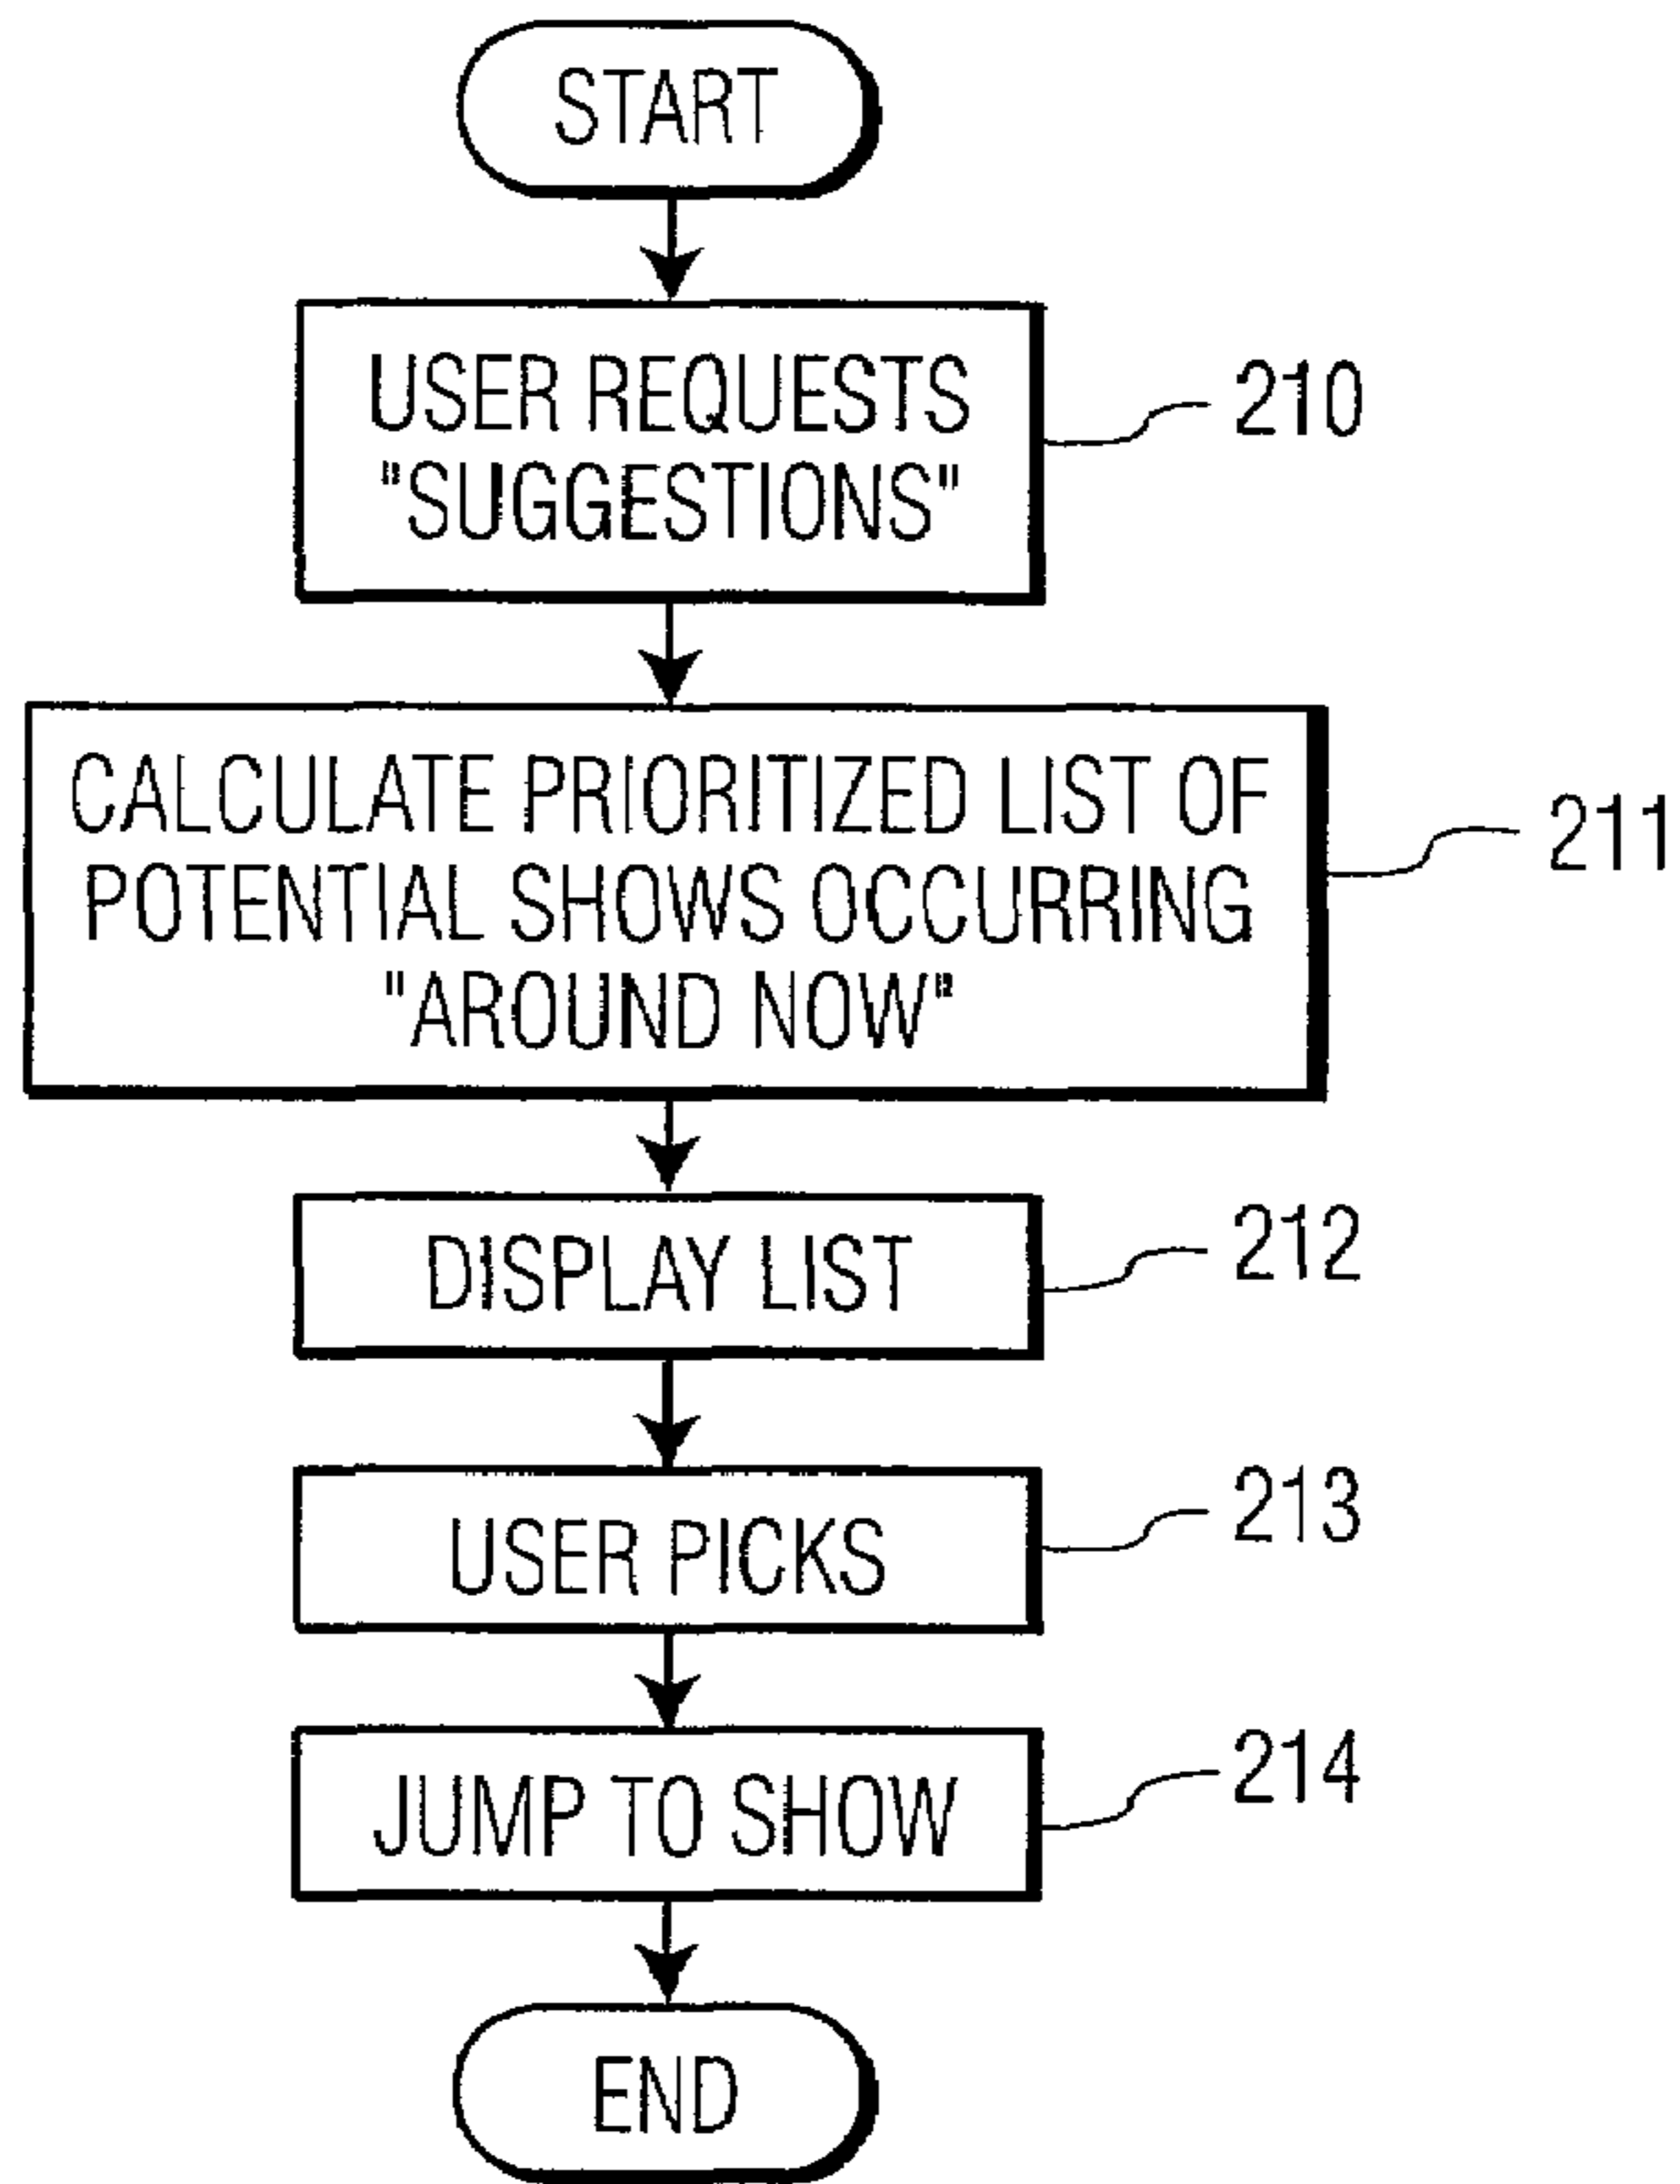 START
USER REQUESTS
"SUGGESTIONS"
210
CALCULATE PRIORITIZED LIST OF
POTENTIAL SHOWS OCCURRING
"AROUND NOW"
211
DISPLAY LIST
212
USER PICKS
213
JUMP TO SHOW
214
END